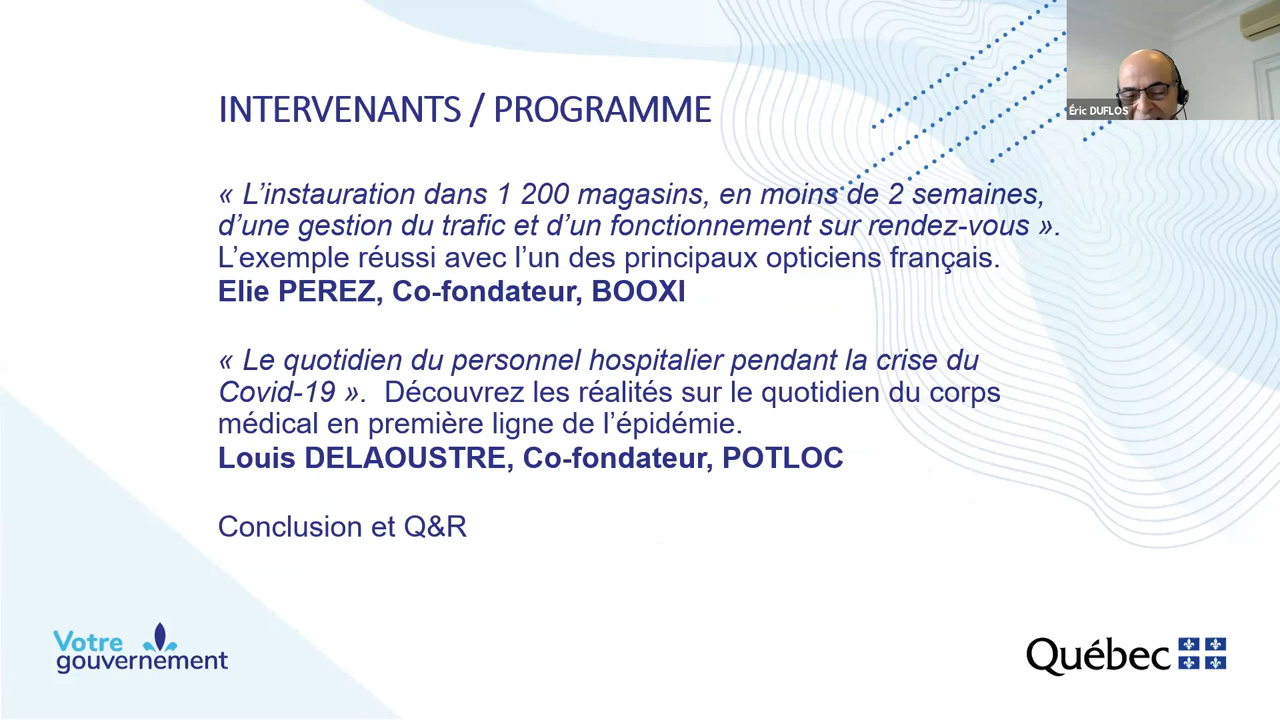 INTERVENANTS / PROGRAMME
Éric DUFLOS
« L’instauration dans 1 200 magasins, en moins de 2 semaines,
d’une gestion du trafic et d’un fonctionnement sur rendez-vous ».
L’exemple réussi avec l’un des principaux opticiens français.
Elie PEREZ, Co-fondateur, BOOXI
« Le quotidien du personnel hospitalier pendant la crise du
Covid-19 ». Découvrez les réalités sur le quotidien du corps
médical en première ligne de l’épidémie.
Louis DELAOUSTRE, Co-fondateur, POTLOC
Conclusion et Q&R
Votre
gouvernement
Québec